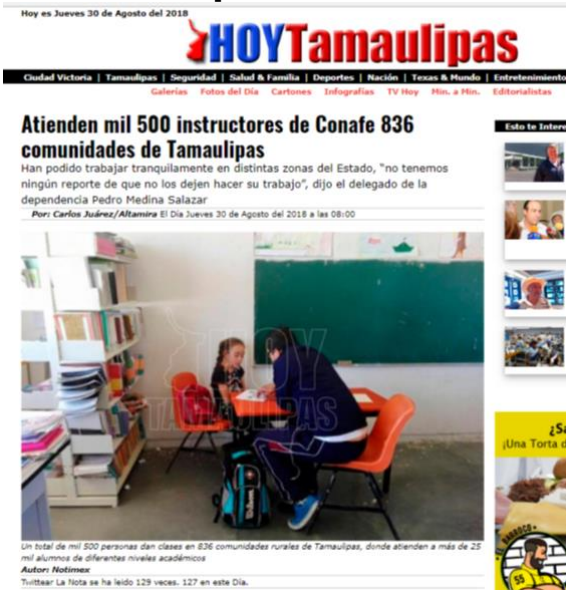 Hoy es Jueves 30 de Agosto del 2018
HOYTamaulipas
Ciudad Victoria | Tamaulipas | Seguridad | Salud & Familia | Deportes | Nación | Texas & Mundo | Entretenimiento
Galerías Fotos del Día Cartones Infografías TV Hoy Min. a Min. Editorialistas
Atienden mil 500 instructores de Conafe 836
comunidades de Tamaulipas
Esto te Intere
Han podido trabajar tranquilamente en distintas zonas del Estado, "no tenemos
ningún reporte de que no los dejen hacer su trabajo", dijo el delegado de la
dependencia Pedro Medina Salazar
Por: Carlos Juárez/Altamira El Día Jueves 30 de Agosto del 2018 a las 08:00
HOY
TAMAULIPAS
Wilson
¿Sa
¡Una Torta d
BARROCO
55
Un total de mil 500 personas dan clases en 836 comunidades rurales de Tamaulipas, donde atienden a más de 25
mil alumnos de diferentes niveles académicos
Autor: Notimex
Twittear La Nota se ha leído 129 veces. 127 en este Día.